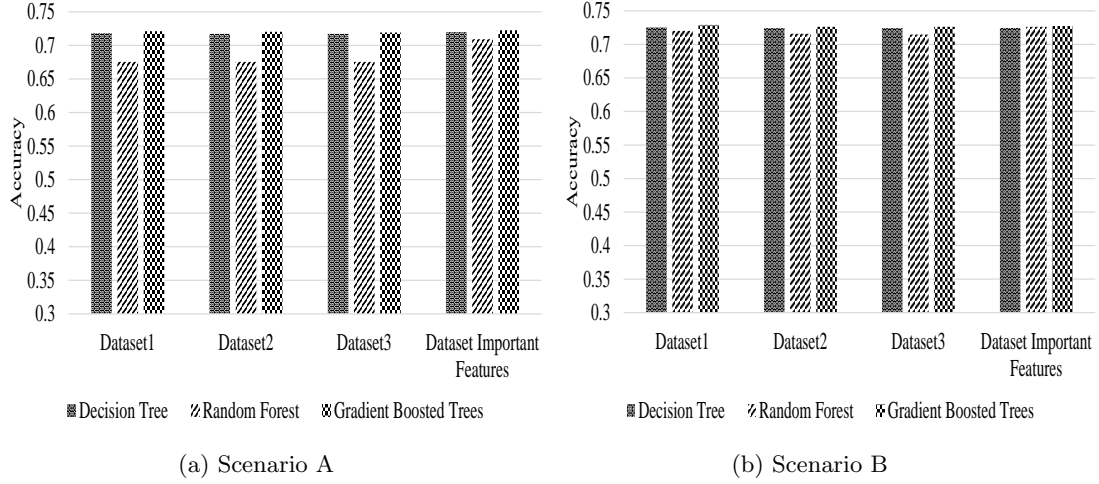 0.75
0.7
0.65
0.6
0.55
0.5
0.45
0.4
0.35
0.3
Accuracy
Dataset1 Dataset2 Dataset3 Dataset Important
Features
Decision Tree Random Forest Gradient Boosted Trees
(a) Scenario A
0.75
0.7
0.65
0.6
0.55
0.5
0.45
0.4
0.35
0.3
Accuracy
Dataset1 Dataset2 Dataset3 Dataset Important
Features
Decision Tree Random Forest Gradient Boosted Trees
(b) Scenario B